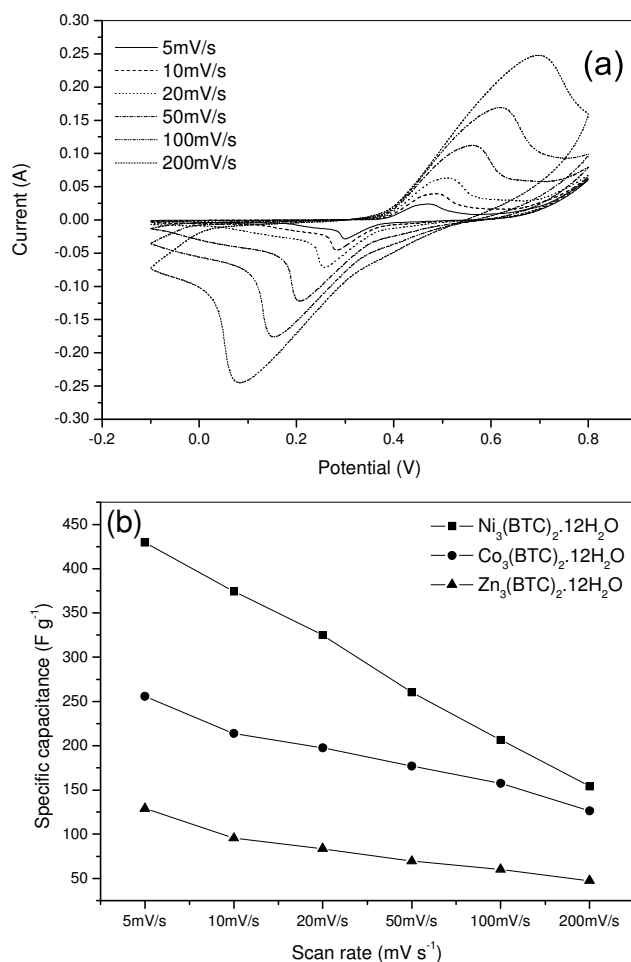 0.30
0.25
0.20
0.15
0.10
0.05
0.00
-0.05
-0.10
-0.15
-0.20
-0.25
-0.30
Current (A)
5mV/s
10mV/s
20mV/s
50mV/s
100mV/s
200mV/s
(a)
-0.2 0.0 0.2 0.4 0.6 0.8
Potential (V)
(b)
450
400
350
300
250
200
150
100
50
Specific capacitance (F g⁻¹)
Ni₃(BTC)₂.12H₂O
Co₃(BTC)₂.12H₂O
Zn₃(BTC)₂.12H₂O
5mV/s 10mV/s 20mV/s 50mV/s 100mV/s 200mV/s
Scan rate (mV s⁻¹)